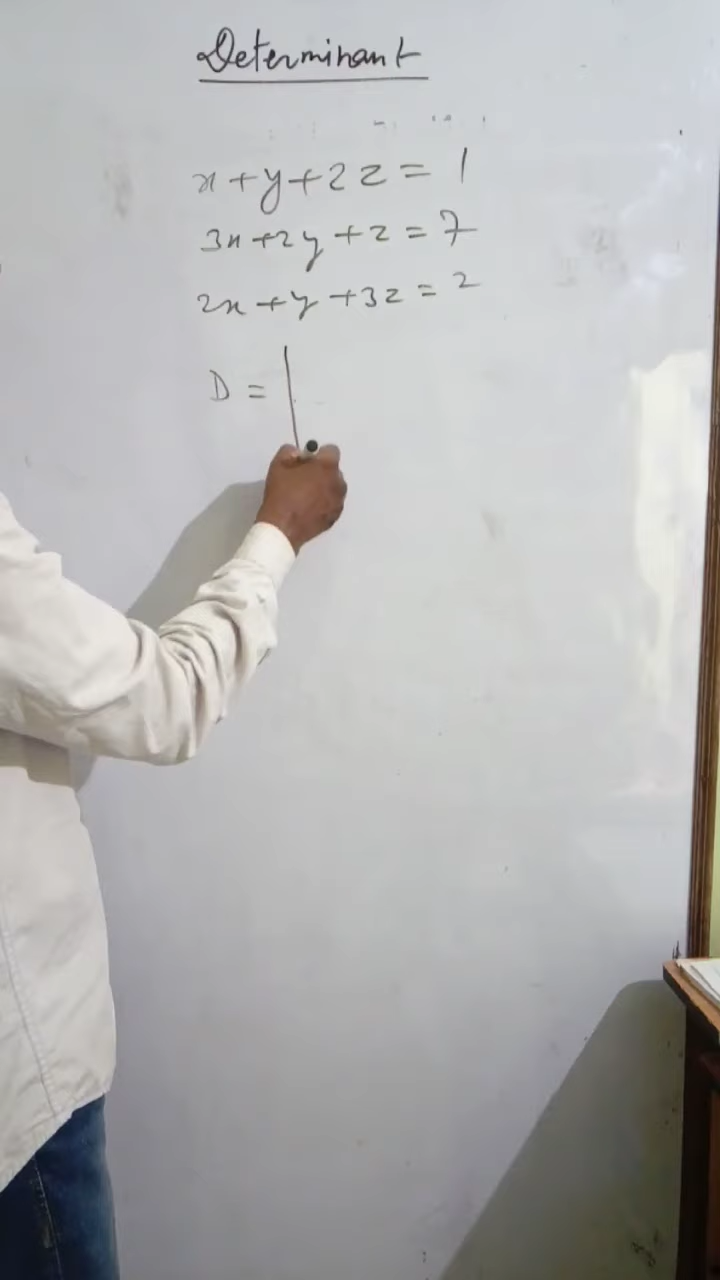 Determinant
x + y + 2z = 1
3x + 2y + z = 7
2x + y + 3z = 2
D = |